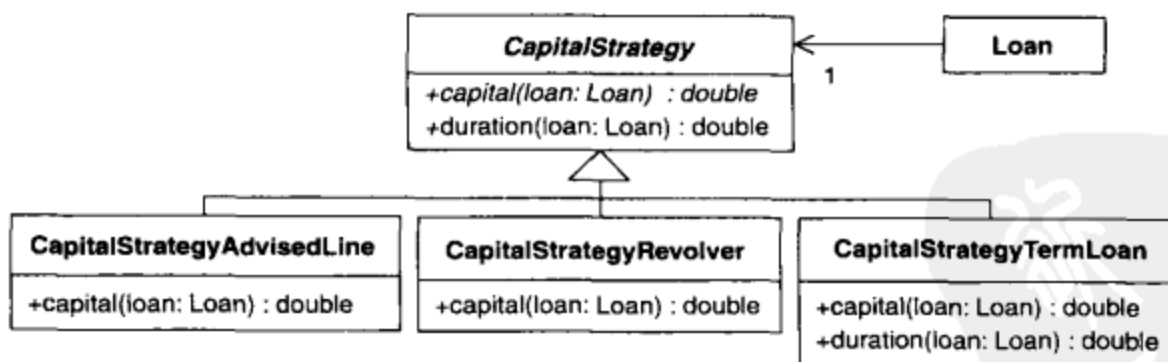 CapitalStrategy
Loan
1
+capital(loan: Loan) : double
+duration(loan: Loan) : double
CapitalStrategyAdvisedLine
CapitalStrategyRevolver
CapitalStrategyTermLoan
+capital(loan: Loan) : double
+capital(loan: Loan) : double
+capital(loan: Loan) : double
+duration(loan: Loan) : double